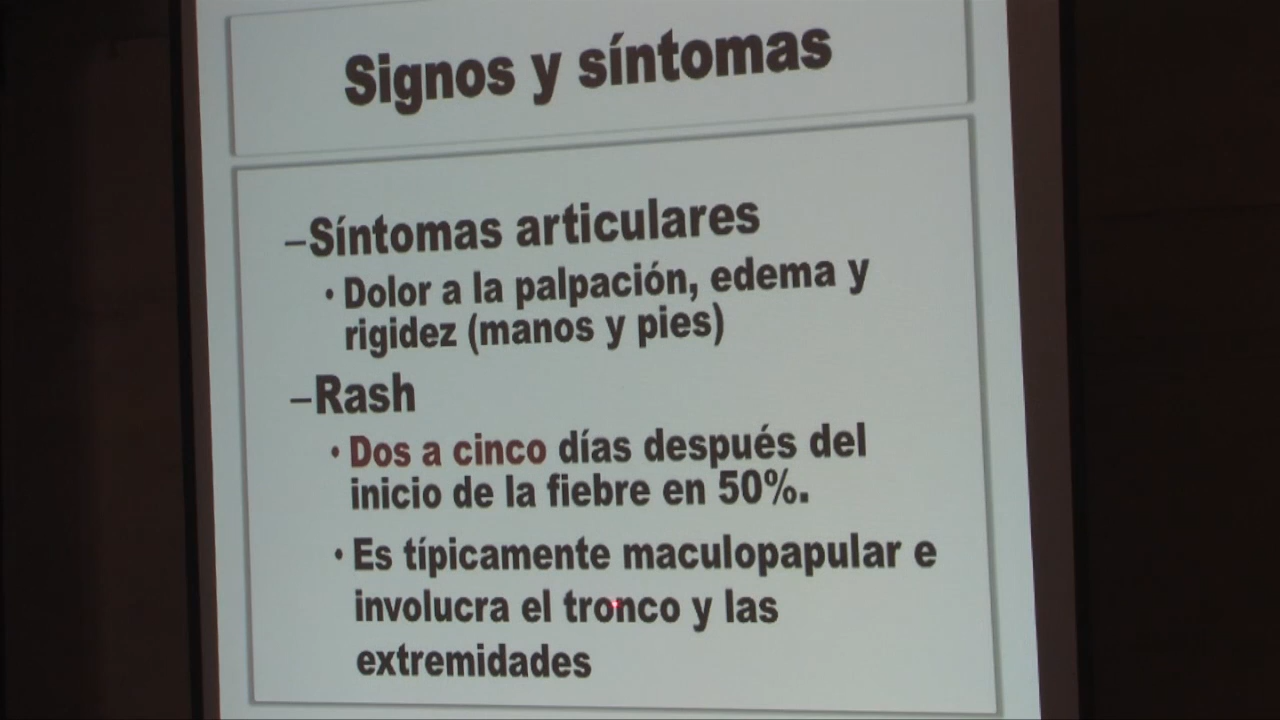 Signos y síntomas
–Síntomas articulares
• Dolor a la palpación, edema y
rigidez (manos y pies)
–Rash
• Dos a cinco días después del
inicio de la fiebre en 50%.
• Es típicamente maculopapular e
involucra el tronco y las
extremidades